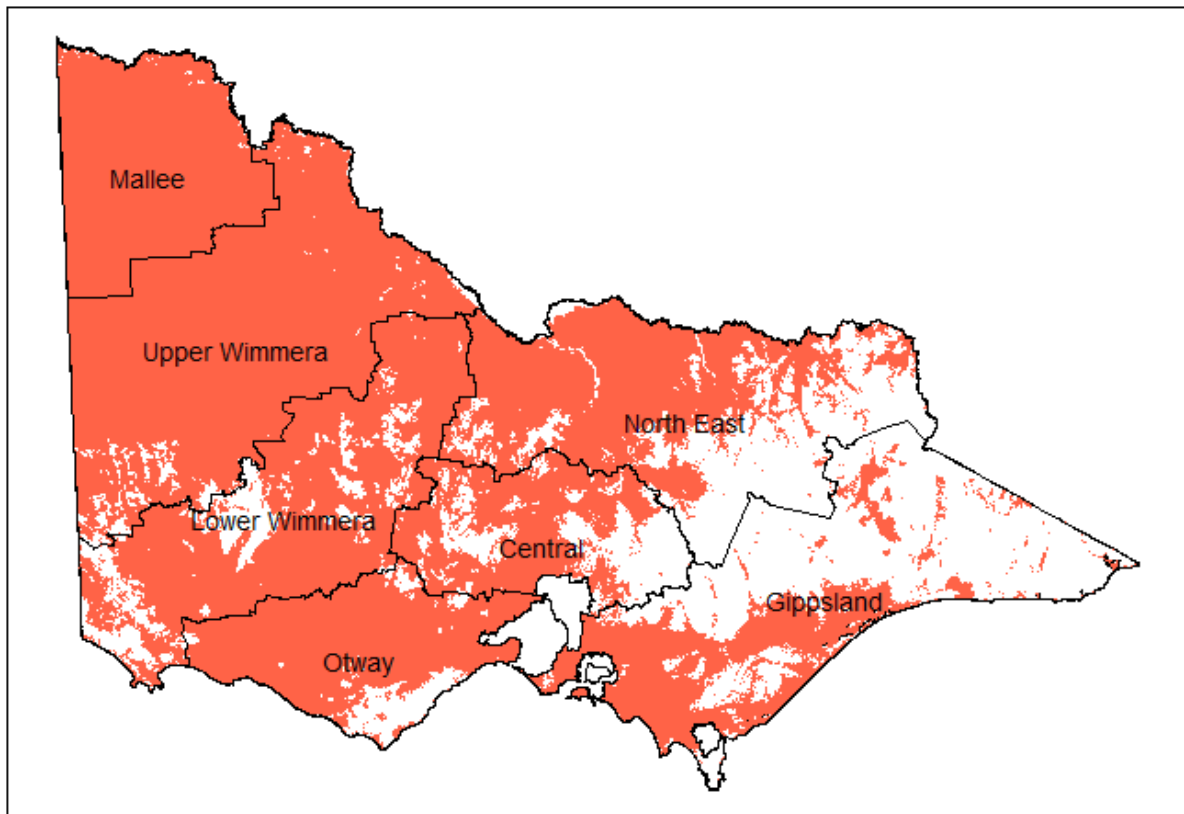 Mallee
Upper Wimmera
North East
Lower Wimmera
Central
Gippsland
Otway